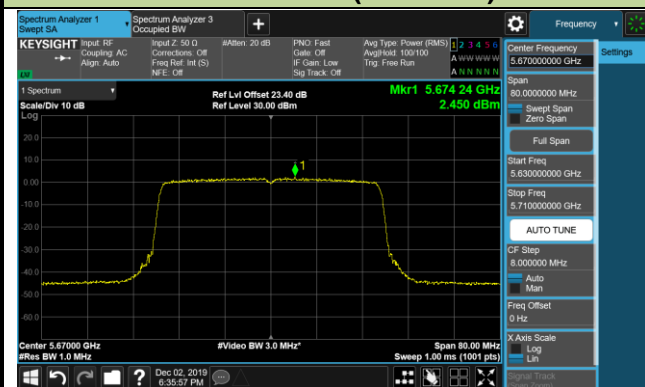 Spectrum Analyzer 1
Swept SA
Spectrum Analyzer 3
Occupied BW
+
Frequency
KEYSIGHT
Input: RF
Coupling: AC
Align: Auto
Input Z: 50 Ω
Corrections: Off
Freq Ref: Int (S)
NFE: Off
#Atten: 20 dB
PNO: Fast
Gate: Off
IF Gain: Low
Sig Track: Off
Avg Type: Power (RMS)
Avg|Hold: 100/100
Trig: Free Run
1 2 3 4 5 6
A W W W W W
A N N N N N
1 Spectrum
Scale/Div 10 dB
Log
Ref Lvl Offset 23.40 dB
Ref Level 30.00 dBm
Mkr1 5.674 24 GHz
2.450 dBm
20.0
10.0
0.00
-10.0
-20.0
-30.0
-40.0
-50.0
-60.0
1
Center 5.67000 GHz
#Res BW 1.0 MHz
#Video BW 3.0 MHz*
Span 80.00 MHz
Sweep 1.00 ms (1001 pts)
?
Dec 02, 2019
6:35:57 PM
Center Frequency
5.670000000 GHz
Settings
Span
80.0000000 MHz
Swept Span
Zero Span
Full Span
Start Freq
5.630000000 GHz
Stop Freq
5.710000000 GHz
AUTO TUNE
CF Step
8.000000 MHz
Auto
Man
Freq Offset
0 Hz
X Axis Scale
Log
Lin
Signal Track